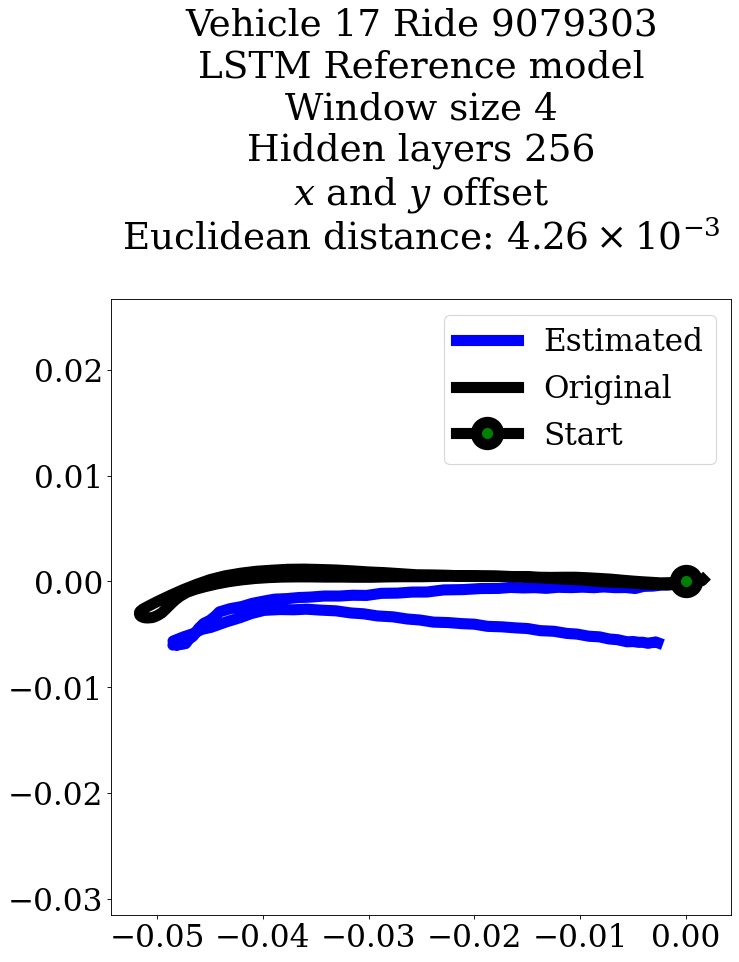 Vehicle 17 Ride 9079303
LSTM Reference model
Window size 4
Hidden layers 256
x and y offset
Euclidean distance: 4.26 × 10⁻³
Estimated
Original
Start
0.02
0.01
0.00
−0.01
−0.02
−0.03
−0.05 −0.04 −0.03 −0.02 −0.01 0.00